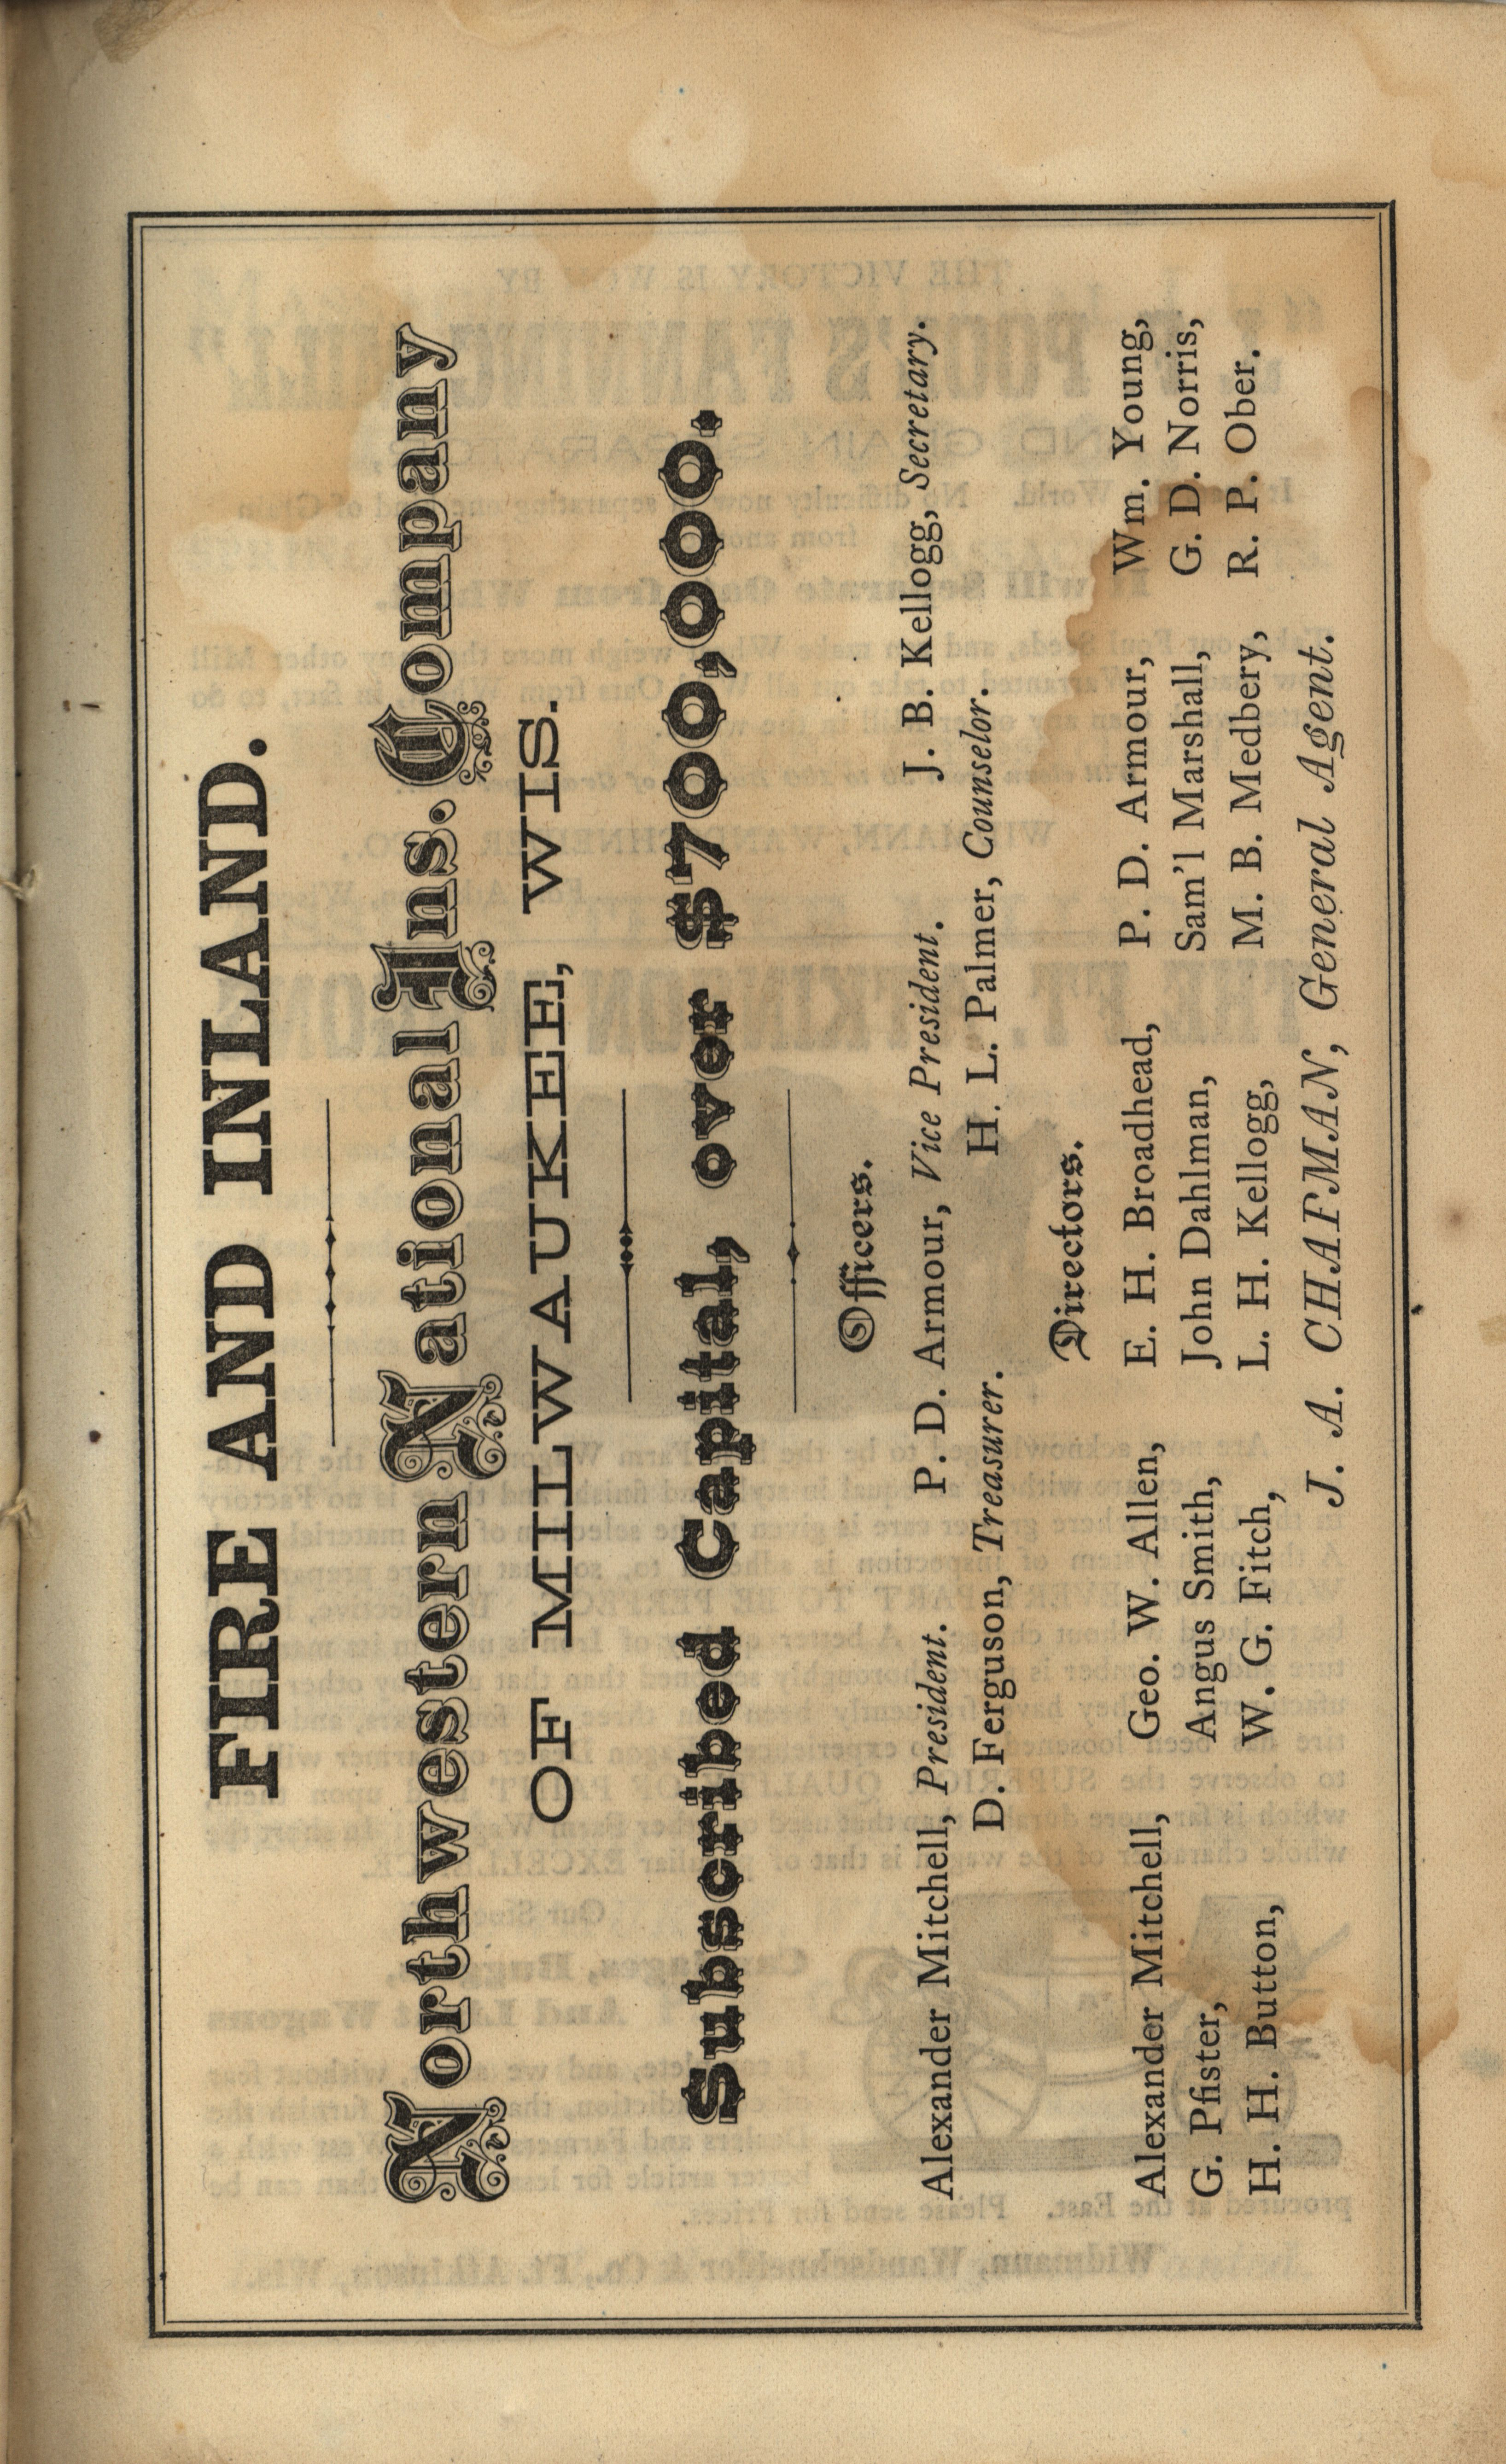 FIRE AND INLAND.
Northwestern National Ins. Company
OF MILWAUKEE, WIS.
Subscribed Capital, over $700,000.
Officers.
Alexander Mitchell, President. P. D. Armour, Vice President. J. B. Kellogg, Secretary.
D. Ferguson, Treasurer. H. L. Palmer, Counselor.
Directors.
Alexander Mitchell, Geo. W. Allen, E. H. Broadhead, P. D. Armour, Wm. Young,
G. Pfister, Angus Smith, John Dahlman, Sam'l Marshall, G. D. Norris,
H. H. Button, W. G. Fitch, L. H. Kellogg, M. B. Medbery, R. P. Ober.
J. A. CHAPMAN, General Agent.